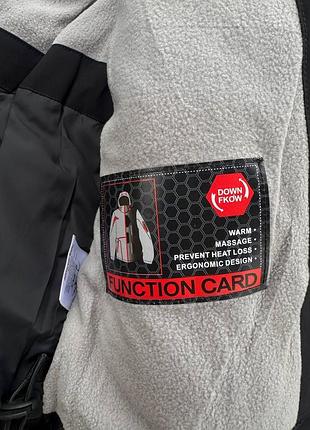 DOWN
FKOW
WARM •
MASSAGE •
PREVENT HEAT LOSS •
ERGONOMIC DESIGN •
FUNCTION CARD